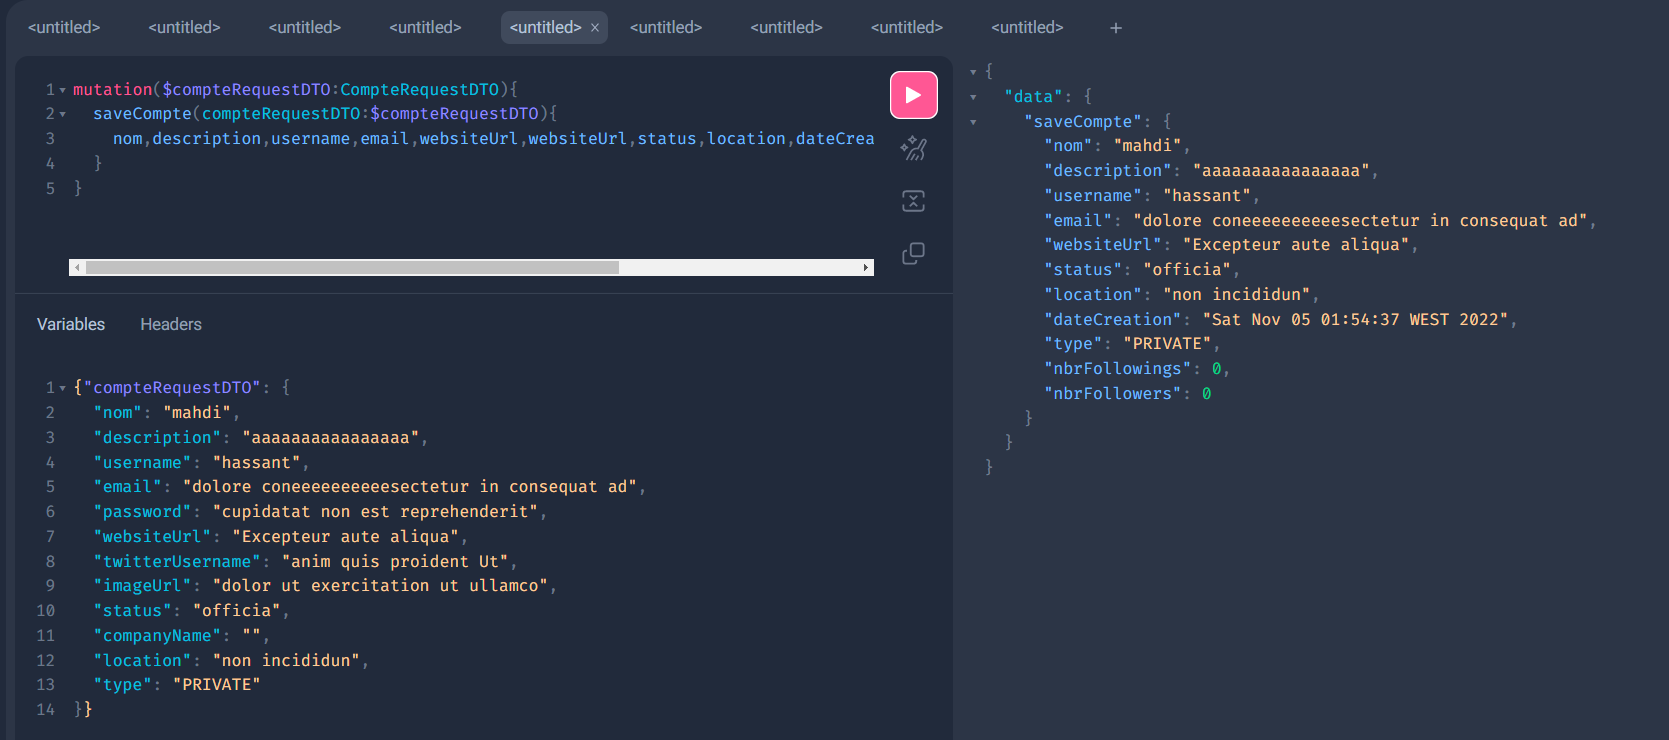 <untitled> <untitled> <untitled> <untitled> <untitled> × <untitled> <untitled> <untitled> <untitled> +
1 mutation($compteRequestDTO:CompteRequestDTO){
2 saveCompte(compteRequestDTO:$compteRequestDTO){
3 nom,description,username,email,websiteUrl,websiteUrl,status,location,dateCrea
4 }
5 }
Variables Headers
1 {"compteRequestDTO": {
2 "nom": "mahdi",
3 "description": "aaaaaaaaaaaaaaaa",
4 "username": "hassant",
5 "email": "dolore coneeeeeeeeeesectetur in consequat ad",
6 "password": "cupidatat non est reprehenderit",
7 "websiteUrl": "Excepteur aute aliqua",
8 "twitterUsername": "anim quis proident Ut",
9 "imageUrl": "dolor ut exercitation ut ullamco",
10 "status": "officia",
11 "companyName": "",
12 "location": "non incididun",
13 "type": "PRIVATE"
14 }}
{
"data": {
"saveCompte": {
"nom": "mahdi",
"description": "aaaaaaaaaaaaaaaa",
"username": "hassant",
"email": "dolore coneeeeeeeeeesectetur in consequat ad",
"websiteUrl": "Excepteur aute aliqua",
"status": "officia",
"location": "non incididun",
"dateCreation": "Sat Nov 05 01:54:37 WEST 2022",
"type": "PRIVATE",
"nbrFollowings": 0,
"nbrFollowers": 0
}
}
}